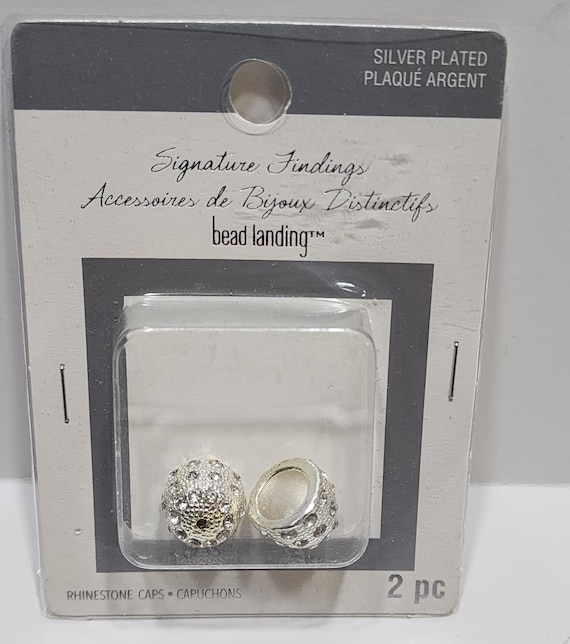 SILVER PLATED
PLAQUÉ ARGENT
Signature Findings
Accessoires de Bijoux Distinctifs
bead landing™
RHINESTONE CAPS • CAPUCHONS
2 pc